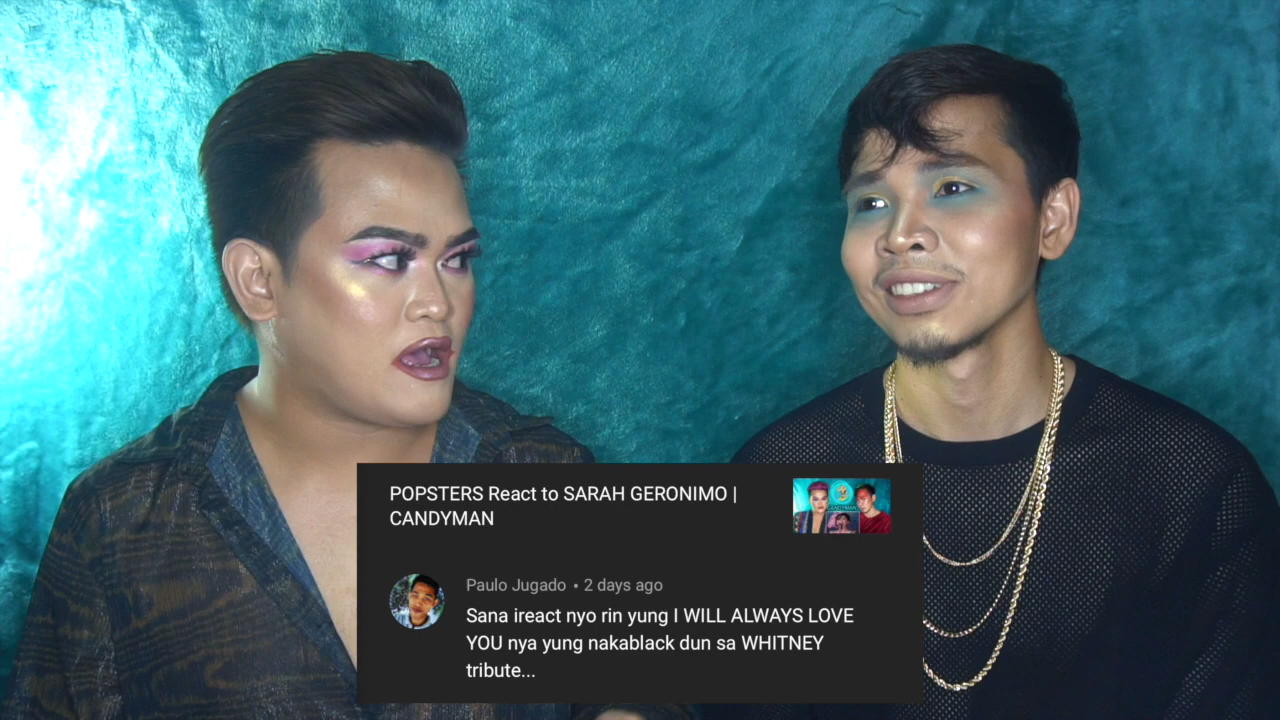 POPSTERS React to SARAH GERONIMO |
CANDYMAN
Paulo Jugado • 2 days ago
Sana ireact nyo rin yung I WILL ALWAYS LOVE
YOU nya yung nakablack dun sa WHITNEY
tribute...